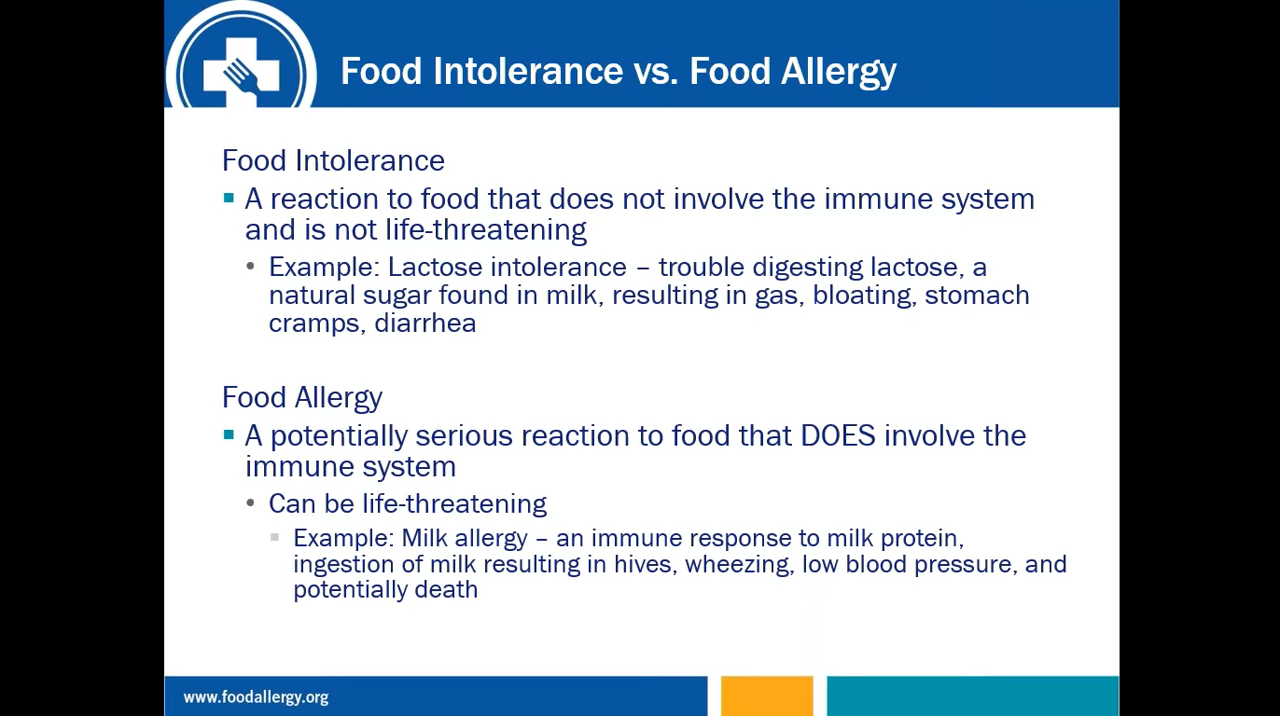 Food Intolerance vs. Food Allergy
Food Intolerance
A reaction to food that does not involve the immune system
and is not life-threatening
Example: Lactose intolerance – trouble digesting lactose, a
natural sugar found in milk, resulting in gas, bloating, stomach
cramps, diarrhea
Food Allergy
A potentially serious reaction to food that DOES involve the
immune system
Can be life-threatening
Example: Milk allergy – an immune response to milk protein,
ingestion of milk resulting in hives, wheezing, low blood pressure, and
potentially death
www.foodallergy.org